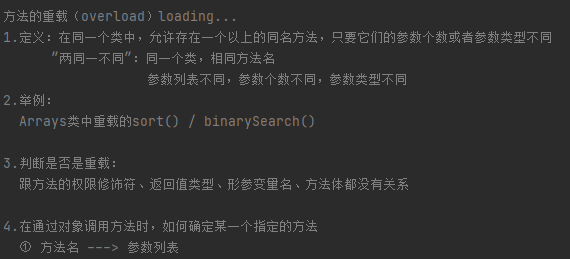 方法的重载（overload）loading...
1.定义：在同一个类中，允许存在一个以上的同名方法，只要它们的参数个数或者参数类型不同
“两同一不同”：同一个类，相同方法名
参数列表不同，参数个数不同，参数类型不同
2.举例：
Arrays类中重载的sort() / binarySearch()
3.判断是否是重载：
跟方法的权限修饰符、返回值类型、形参变量名、方法体都没有关系
4.在通过对象调用方法时，如何确定某一个指定的方法
① 方法名 ---> 参数列表